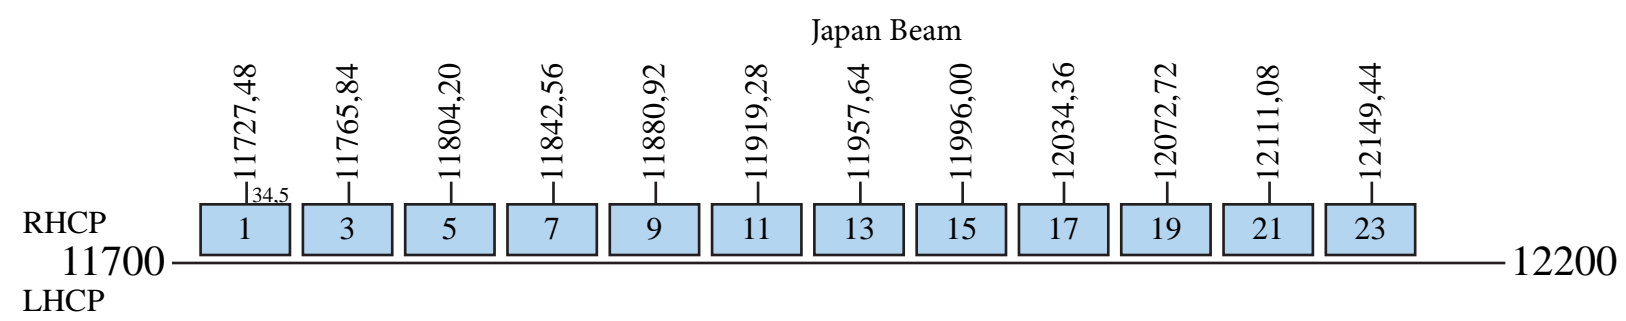 Japan Beam
11727,48 11765,84 11804,20 11842,56 11880,92 11919,28 11957,64 11996,00 12034,36 12072,72 12111,08 12149,44
34,5
RHCP 1 3 5 7 9 11 13 15 17 19 21 23
11700 12200
LHCP